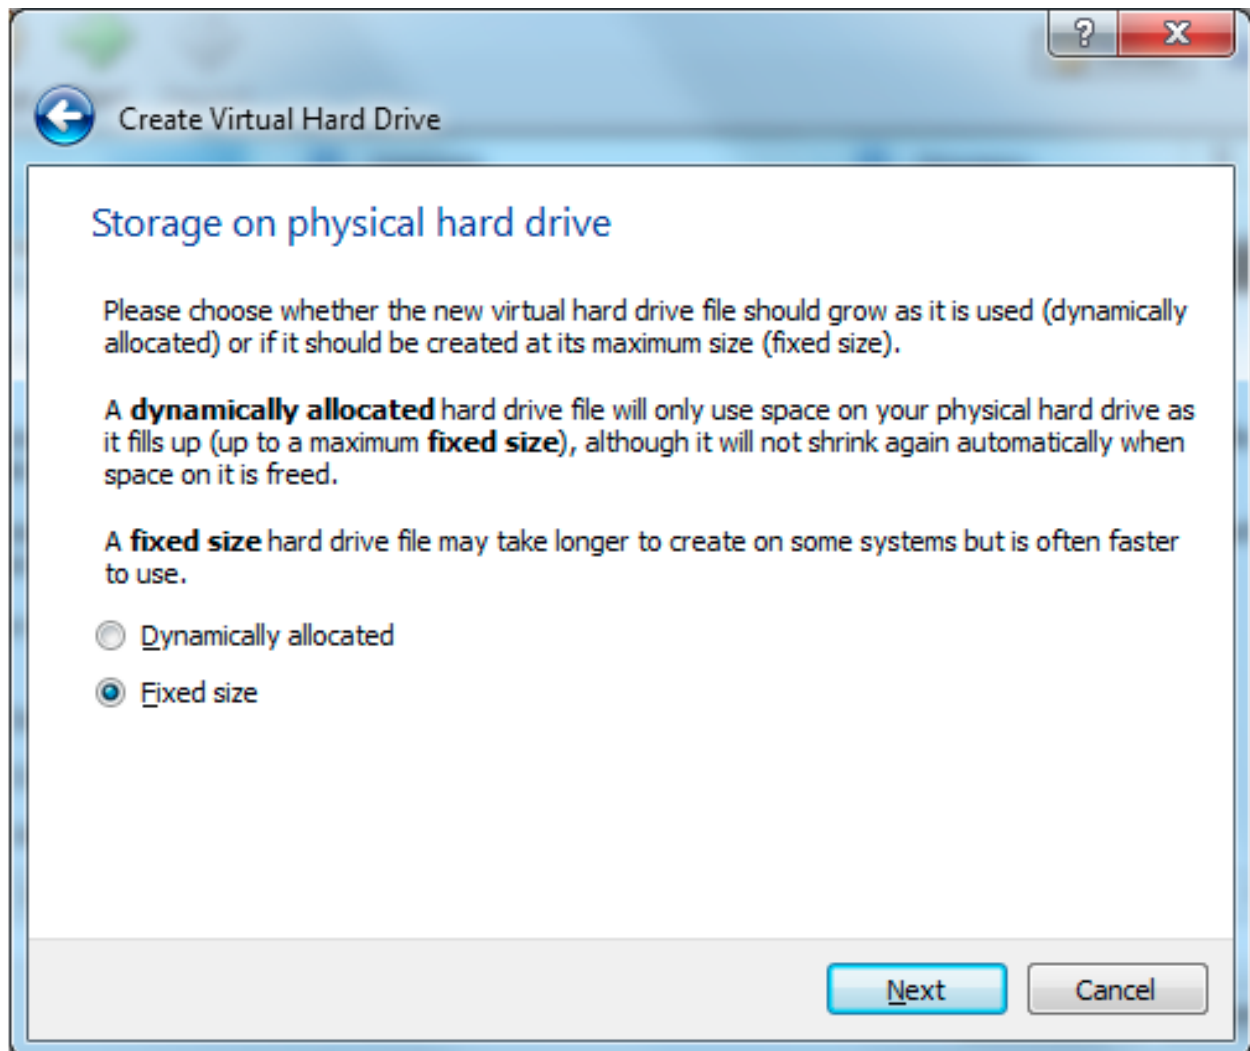 ?
X
Create Virtual Hard Drive
Storage on physical hard drive
Please choose whether the new virtual hard drive file should grow as it is used (dynamically
allocated) or if it should be created at its maximum size (fixed size).
A dynamically allocated hard drive file will only use space on your physical hard drive as
it fills up (up to a maximum fixed size), although it will not shrink again automatically when
space on it is freed.
A fixed size hard drive file may take longer to create on some systems but is often faster
to use.
Dynamically allocated
Fixed size
Next Cancel